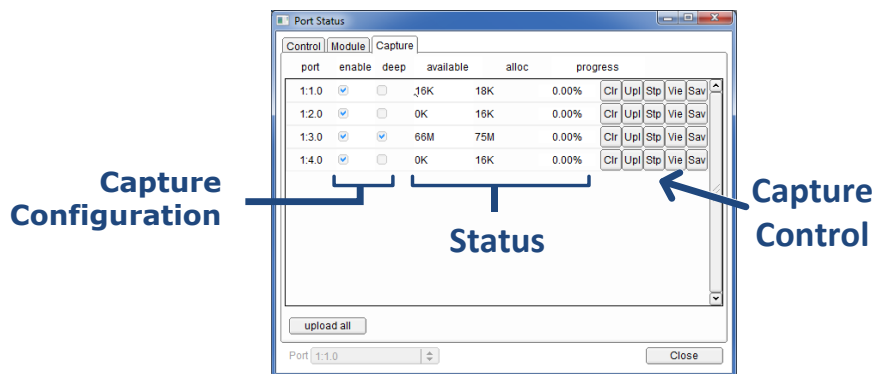 Port Status
Control Module Capture
port enable deep available alloc progress
1:1.0 16K 18K 0.00% Clr Upl Stp Vie Sav
1:2.0 0K 16K 0.00% Clr Upl Stp Vie Sav
1:3.0 66M 75M 0.00% Clr Upl Stp Vie Sav
1:4.0 0K 16K 0.00% Clr Upl Stp Vie Sav
Capture
Configuration
Status
Capture
Control
upload all
Port 1:1.0 Close